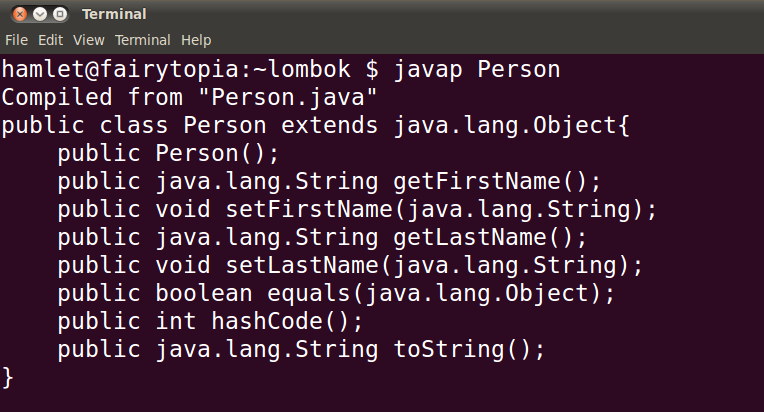 Terminal
File Edit View Terminal Help
hamlet@fairytopia:~lombok $ javap Person
Compiled from "Person.java"
public class Person extends java.lang.Object{
    public Person();
    public java.lang.String getFirstName();
    public void setFirstName(java.lang.String);
    public java.lang.String getLastName();
    public void setLastName(java.lang.String);
    public boolean equals(java.lang.Object);
    public int hashCode();
    public java.lang.String toString();
}